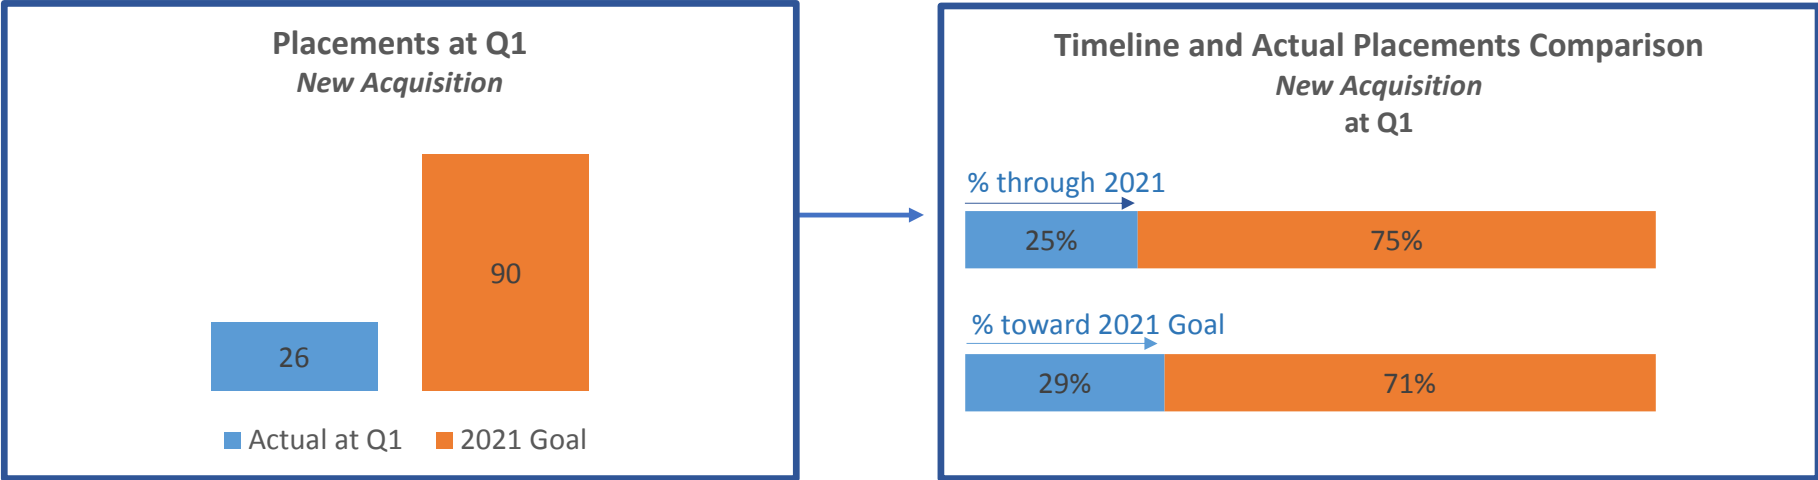 Placements at Q1
New Acquisition
90
26
Actual at Q1
2021 Goal
Timeline and Actual Placements Comparison
New Acquisition
at Q1
% through 2021
25%
75%
% toward 2021 Goal
29%
71%